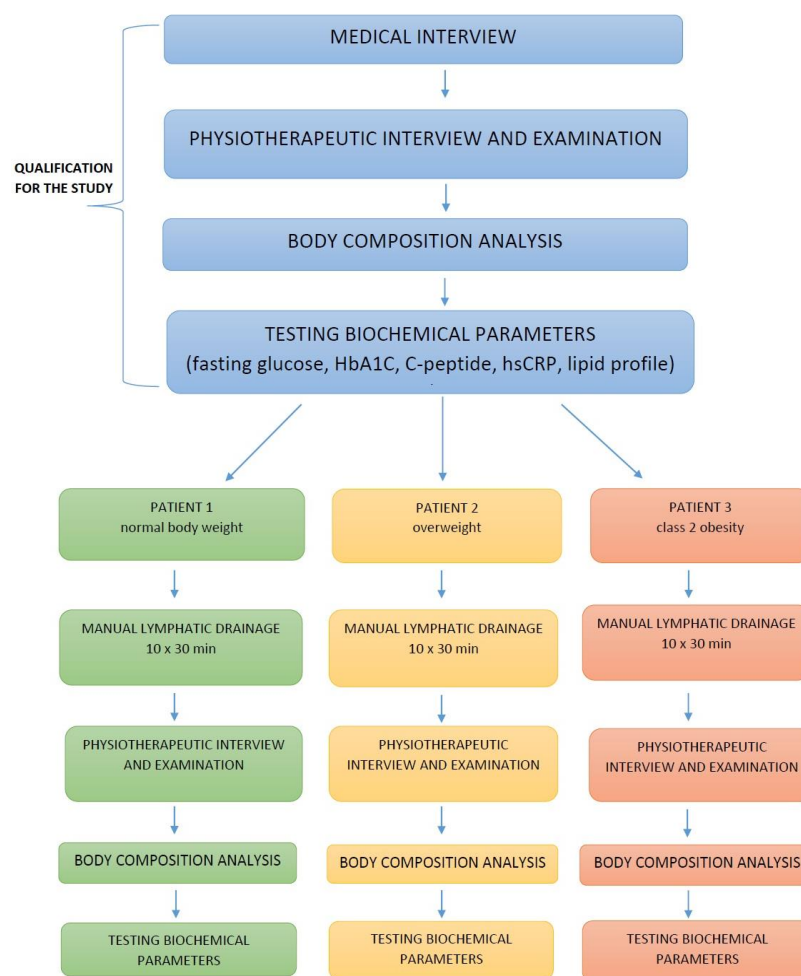 MEDICAL INTERVIEW
PHYSIOTHERAPEUTIC INTERVIEW AND EXAMINATION
QUALIFICATION
FOR THE STUDY
BODY COMPOSITION ANALYSIS
TESTING BIOCHEMICAL PARAMETERS
(fasting glucose, HbA1C, C-peptide, hsCRP, lipid profile)
PATIENT 1
normal body weight
PATIENT 2
overweight
PATIENT 3
class 2 obesity
MANUAL LYMPHATIC DRAINAGE
10 x 30 min
MANUAL LYMPHATIC DRAINAGE
10 x 30 min
MANUAL LYMPHATIC DRAINAGE
10 x 30 min
PHYSIOTHERAPEUTIC INTERVIEW
AND EXAMINATION
PHYSIOTHERAPEUTIC
INTERVIEW AND EXAMINATION
PHYSIOTHERAPEUTIC
INTERVIEW AND EXAMINATION
BODY COMPOSITION ANALYSIS
BODY COMPOSITION ANALYSIS
BODY COMPOSITION ANALYSIS
TESTING BIOCHEMICAL
PARAMETERS
TESTING BIOCHEMICAL
PARAMETERS
TESTING BIOCHEMICAL
PARAMETERS